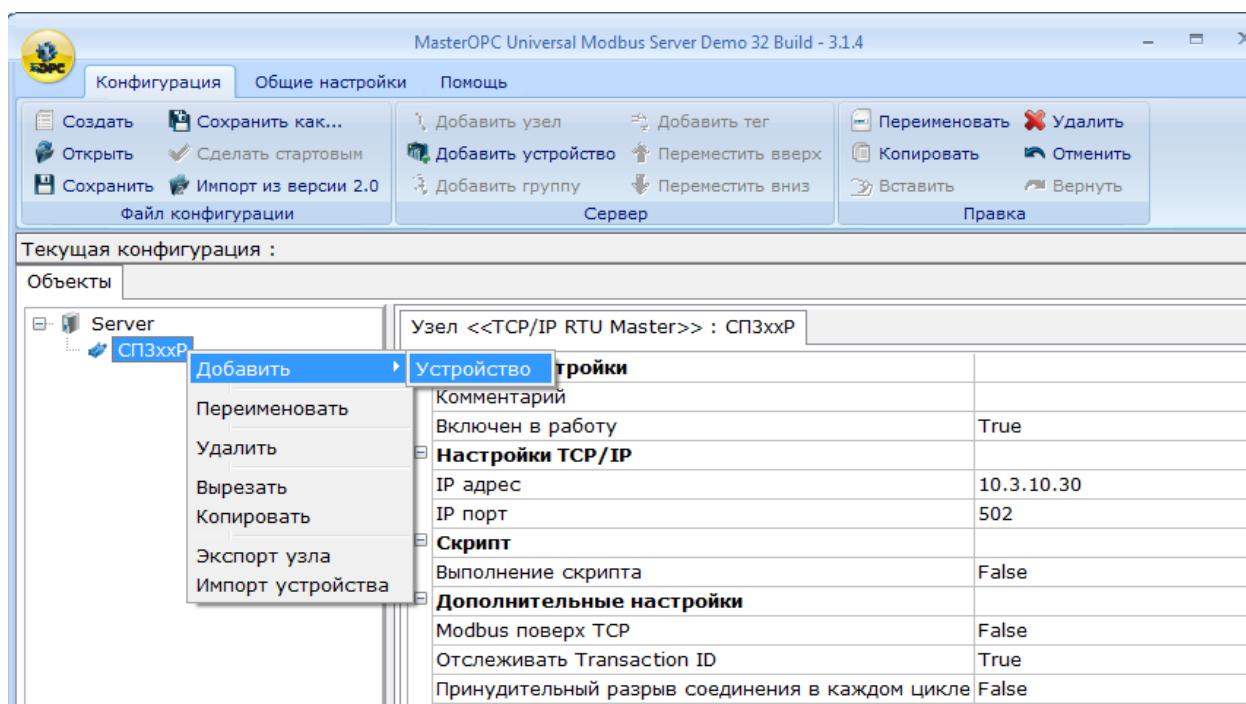 MasterOPC Universal Modbus Server Demo 32 Build - 3.1.4
OPC
Конфигурация Общие настройки Помощь
Создать Сохранить как... Добавить узел Добавить тег Переименовать Удалить
Открыть Сделать стартовым Добавить устройство Переместить вверх Копировать Отменить
Сохранить Импорт из версии 2.0 Добавить группу Переместить вниз Вставить Вернуть
Файл конфигурации Сервер Правка
Текущая конфигурация :
Объекты
Server
СП3xxР
Узел <<TCP/IP RTU Master>> : СП3xxР
Добавить
Устройство
Переименовать
Удалить
Вырезать
Копировать
Экспорт узла
Импорт устройства
тройки
Комментарий
Включен в работу True
Настройки TCP/IP
IP адрес 10.3.10.30
IP порт 502
Скрипт
Выполнение скрипта False
Дополнительные настройки
Modbus поверх TCP False
Отслеживать Transaction ID True
Принудительный разрыв соединения в каждом цикле False